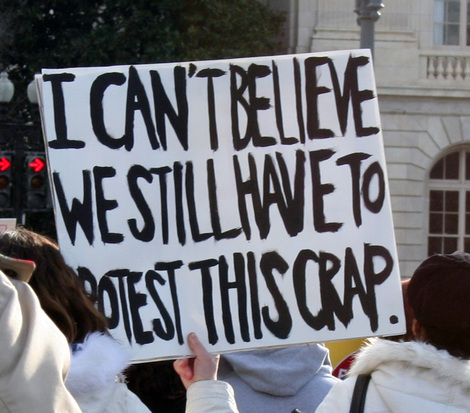 I CAN'T BELIEVE
WE STILL HAVE TO
PROTEST THIS CRAP.